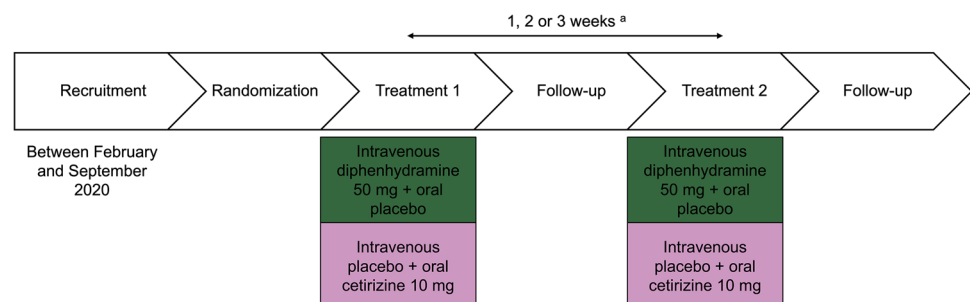 1, 2 or 3 weeks ᵃ
Recruitment
Randomization
Treatment 1
Follow-up
Treatment 2
Follow-up
Between February
and September
2020
Intravenous
diphenhydramine
50 mg + oral
placebo
Intravenous
placebo + oral
cetirizine 10 mg
Intravenous
diphenhydramine
50 mg + oral
placebo
Intravenous
placebo + oral
cetirizine 10 mg